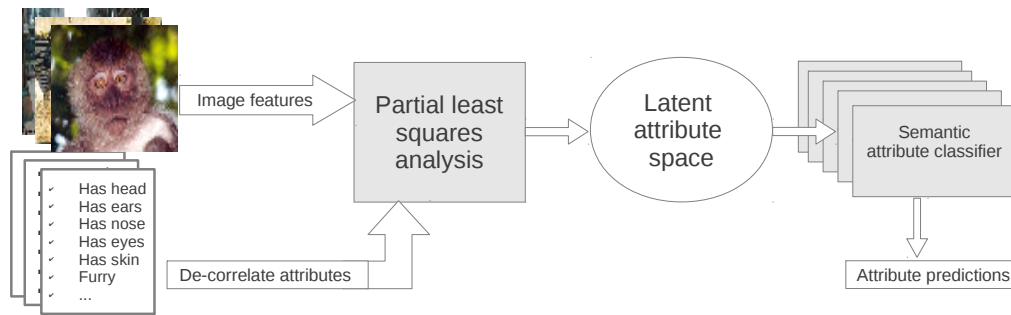 Image features
Partial least
squares
analysis
Latent
attribute
space
Semantic
attribute classifier
Has head
Has ears
Has nose
Has eyes
Has skin
Furry
...
De-correlate attributes
Attribute predictions